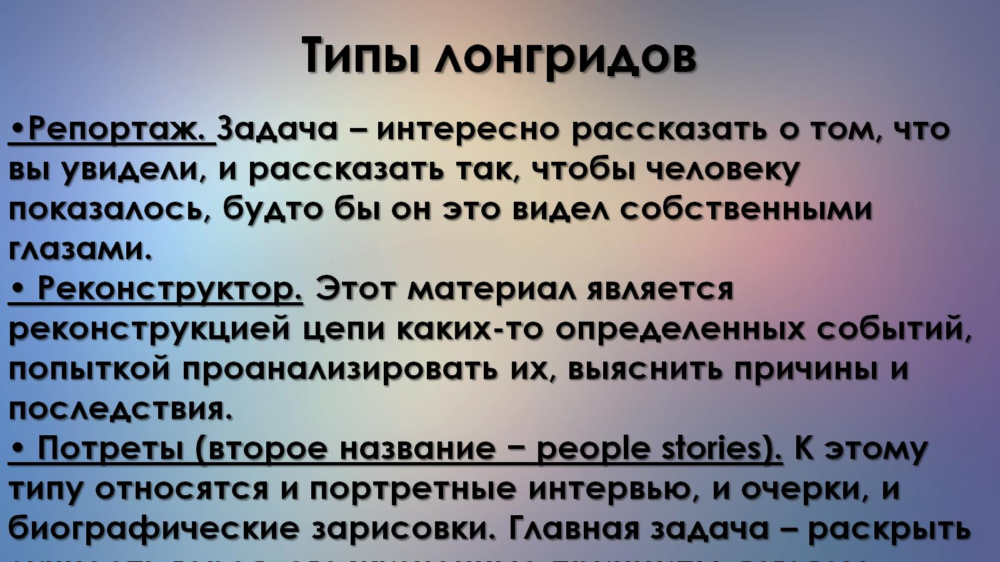 Типы лонгридов
•Репортаж. Задача – интересно рассказать о том, что
вы увидели, и рассказать так, чтобы человеку
показалось, будто бы он это видел собственными
глазами.
• Реконструктор. Этот материал является
реконструкцией цепи каких-то определенных событий,
попыткой проанализировать их, выяснить причины и
последствия.
• Потреты (второе название – people stories). К этому
типу относятся и портретные интервью, и очерки, и
биографические зарисовки. Главная задача – раскрыть